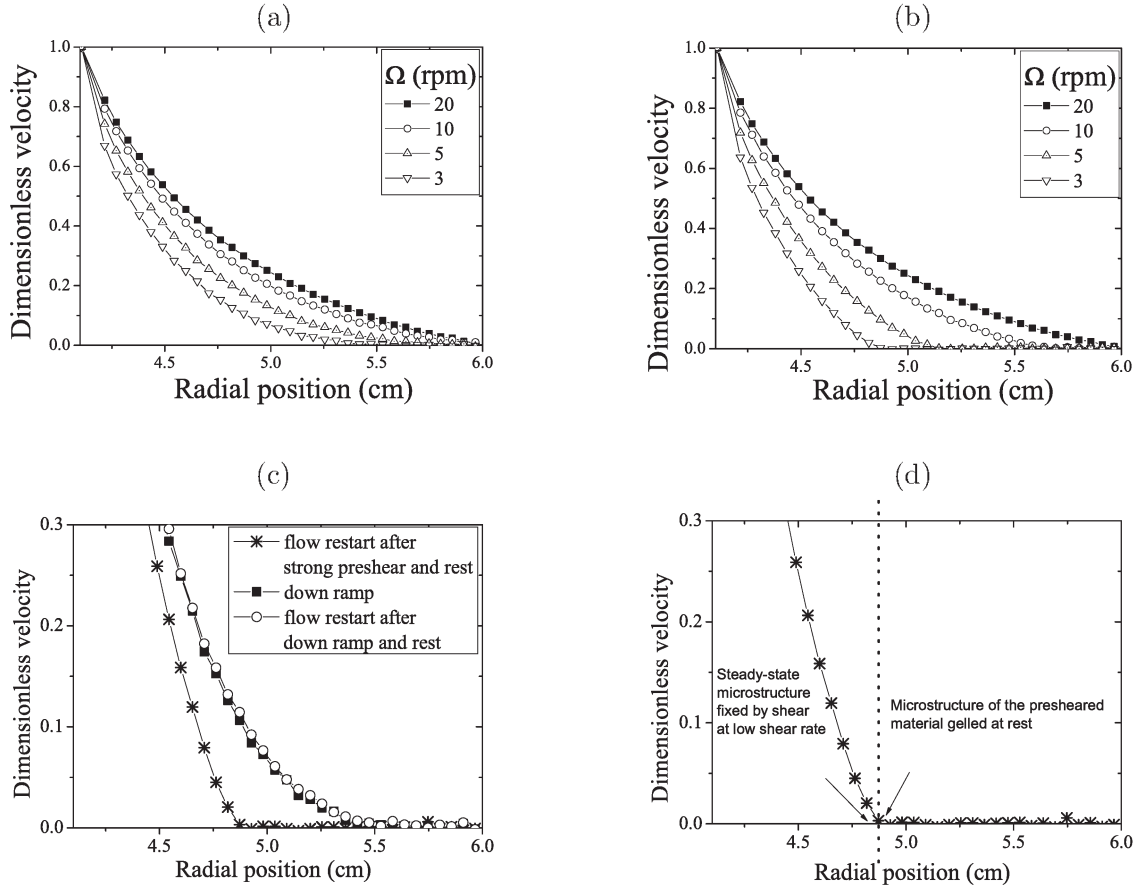 (a)
1.0
0.8
0.6
0.4
0.2
0.0
Dimensionless velocity
Ω (rpm)
20
10
5
3
4.5
5.0
5.5
6.0
Radial position (cm)
(b)
1.0
0.8
0.6
0.4
0.2
0.0
Dimensionless velocity
Ω (rpm)
20
10
5
3
4.5
5.0
5.5
6.0
Radial position (cm)
(c)
0.3
0.2
0.1
0.0
Dimensionless velocity
flow restart after
strong preshear and rest
down ramp
flow restart after
down ramp and rest
4.5
5.0
5.5
6.0
Radial position (cm)
(d)
0.3
0.2
0.1
0.0
Dimensionless velocity
Steady-state
microstructure
fixed by shear
at low shear rate
Microstructure of the presheared
material gelled at rest
4.5
5.0
5.5
6.0
Radial position (cm)